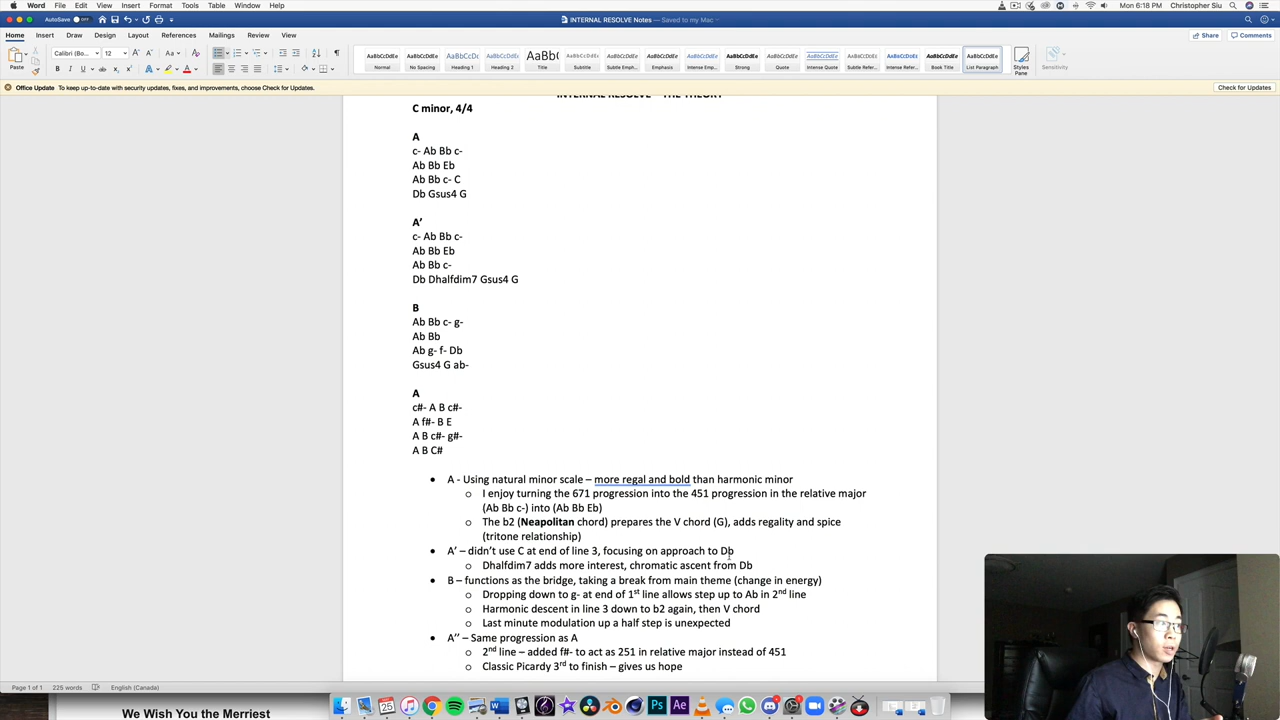 Word File Edit View Insert Format Tools Table Window Help
Mon 6:18 PM Christopher Siu
AutoSave OFF
INTERNAL RESOLVE Notes — Saved to my Mac
Home Insert Draw Design Layout References Mailings Review View
Share Comments
Paste
Calibri (Bo... 12
B I U
AaBbCcDdEe AaBbCcDdEe AaBbCcDc AaBbCcDdEe AaBb( AaBbCcDdEe AaBbCcDdEe AaBbCcDdEe AaBbCcDdEe AaBbCcDdEe AaBbCcDdEe AaBbCcDdEe AaBbCcDdEe AaBbCcDdEe AaBbCcDdEe AaBbCcDdEe
Normal No Spacing Heading 1 Heading 2 Title Subtitle Subtle Emph... Emphasis Intense Emp... Strong Quote Intense Quote Subtle Refer... Intense Refer... Book Title List Paragraph
Styles Pane
Sensitivity
Office Update To keep up-to-date with security updates, fixes, and improvements, choose Check for Updates.
Check for Updates
INTERNAL RESOLVE – THE THEORY
C minor, 4/4
A
c- Ab Bb c-
Ab Bb Eb
Ab Bb c- C
Db Gsus4 G
A’
c- Ab Bb c-
Ab Bb Eb
Ab Bb c-
Db Dhalfdim7 Gsus4 G
B
Ab Bb c- g-
Ab Bb
Ab g- f- Db
Gsus4 G ab-
A
c#- A B c#-
A f#- B E
A B c#- g#-
A B C#
• A - Using natural minor scale – more regal and bold than harmonic minor
o I enjoy turning the 671 progression into the 451 progression in the relative major
(Ab Bb c-) into (Ab Bb Eb)
o The b2 (Neapolitan chord) prepares the V chord (G), adds regality and spice
(tritone relationship)
• A’ – didn’t use C at end of line 3, focusing on approach to Db
o Dhalfdim7 adds more interest, chromatic ascent from Db
• B – functions as the bridge, taking a break from main theme (change in energy)
o Dropping down to g- at end of 1st line allows step up to Ab in 2nd line
o Harmonic descent in line 3 down to b2 again, then V chord
o Last minute modulation up a half step is unexpected
• A’’ – Same progression as A
o 2nd line – added f#- to act as 251 in relative major instead of 451
o Classic Picardy 3rd to finish – gives us hope
Page 1 of 1 225 words English (Canada)
We Wish You the Merriest